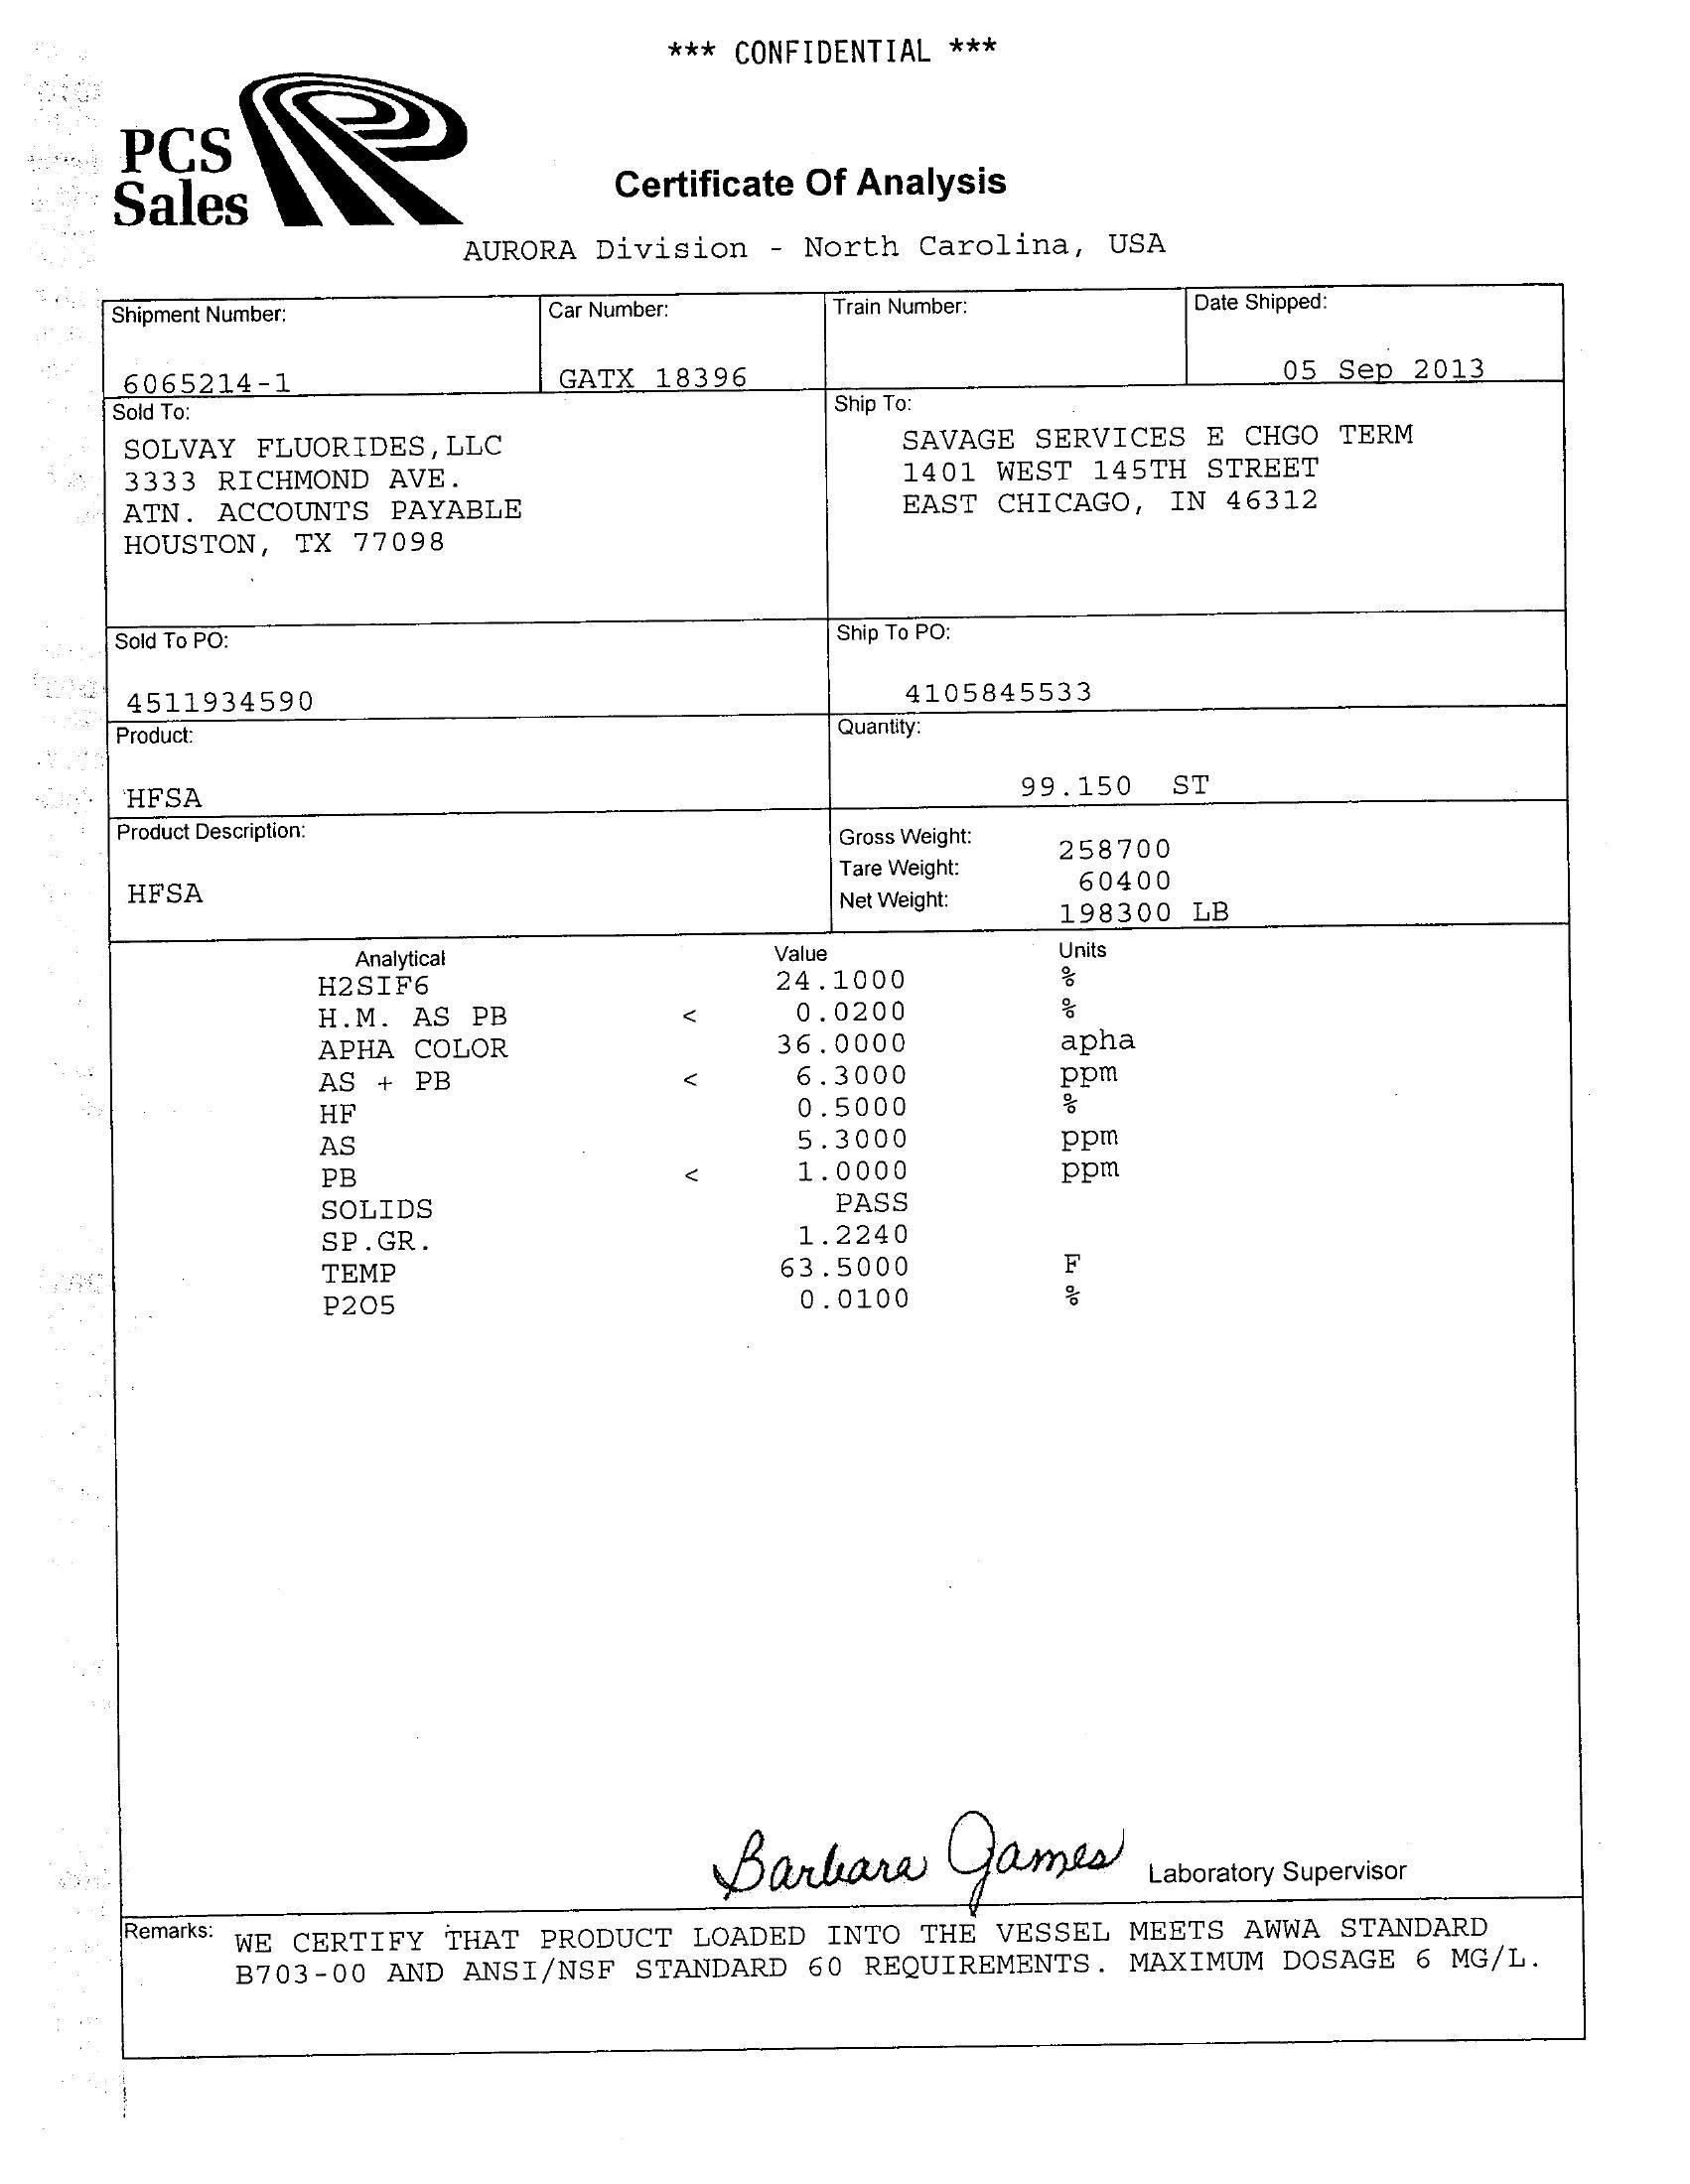 *** CONFIDENTIAL ***
PCS
Sales
Certificate Of Analysis
AURORA Division - North Carolina, USA
Shipment Number: Car Number: Train Number: Date Shipped:
6065214-1 GATX 18396 05 Sep 2013
Sold To: Ship To:
SOLVAY FLUORIDES,LLC SAVAGE SERVICES E CHGO TERM
3333 RICHMOND AVE. 1401 WEST 145TH STREET
ATN. ACCOUNTS PAYABLE EAST CHICAGO, IN 46312
HOUSTON, TX 77098
Sold To PO: Ship To PO:
4511934590 4105845533
Product: Quantity:
HFSA 99.150 ST
Product Description: Gross Weight: 258700
Tare Weight: 60400
HFSA Net Weight: 198300 LB
Analytical Value Units
H2SIF6 24.1000 %
H.M. AS PB < 0.0200 %
APHA COLOR 36.0000 apha
AS + PB < 6.3000 ppm
HF 0.5000 %
AS 5.3000 ppm
PB < 1.0000 ppm
SOLIDS PASS
SP.GR. 1.2240
TEMP 63.5000 F
P2O5 0.0100 %
Barbara James Laboratory Supervisor
Remarks: WE CERTIFY THAT PRODUCT LOADED INTO THE VESSEL MEETS AWWA STANDARD
B703-00 AND ANSI/NSF STANDARD 60 REQUIREMENTS. MAXIMUM DOSAGE 6 MG/L.